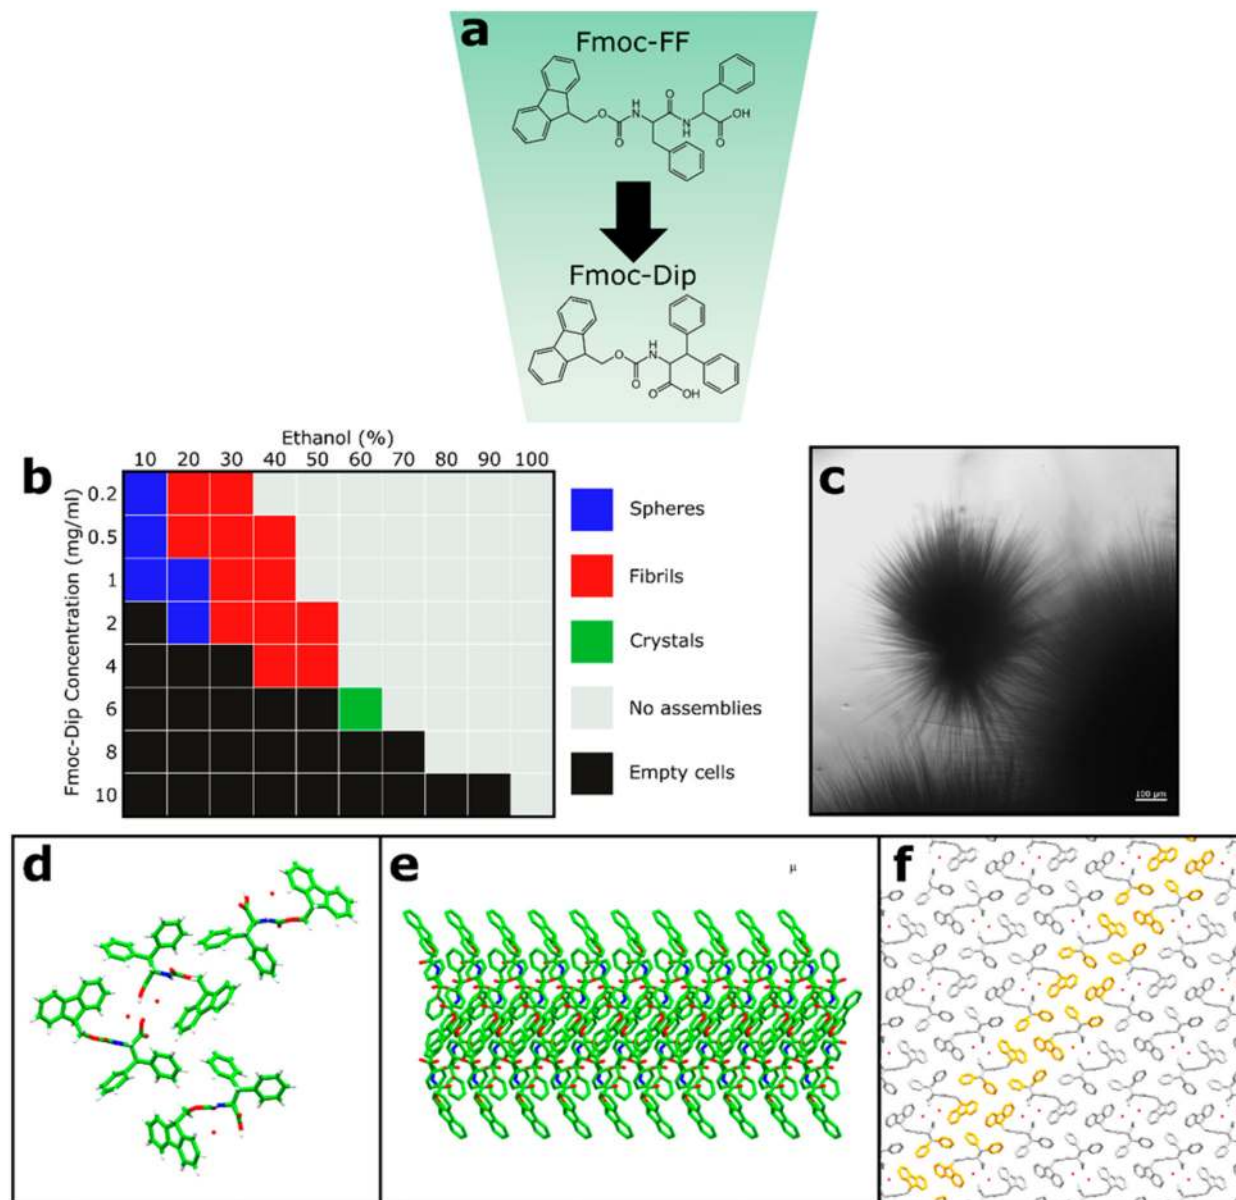 a
Fmoc-FF
H
N
O
O
O
N
H
OH
O
Fmoc-Dip
H
O
N
O
O
OH
b
Ethanol (%)
10 20 30 40 50 60 70 80 90 100
Fmoc-Dip Concentration (mg/ml)
0.2
0.5
1
2
4
6
8
10
Spheres
Fibrils
Crystals
No assemblies
Empty cells
c
100 µm
d
e
µ
f